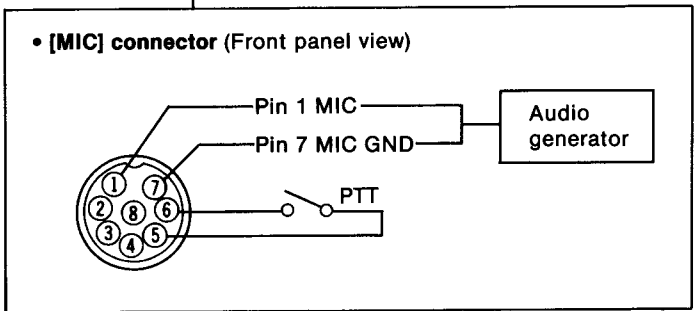 • [MIC] connector (Front panel view)
Pin 1 MIC
Pin 7 MIC GND
Audio
generator
PTT
1
7
2
8
6
3
5
4